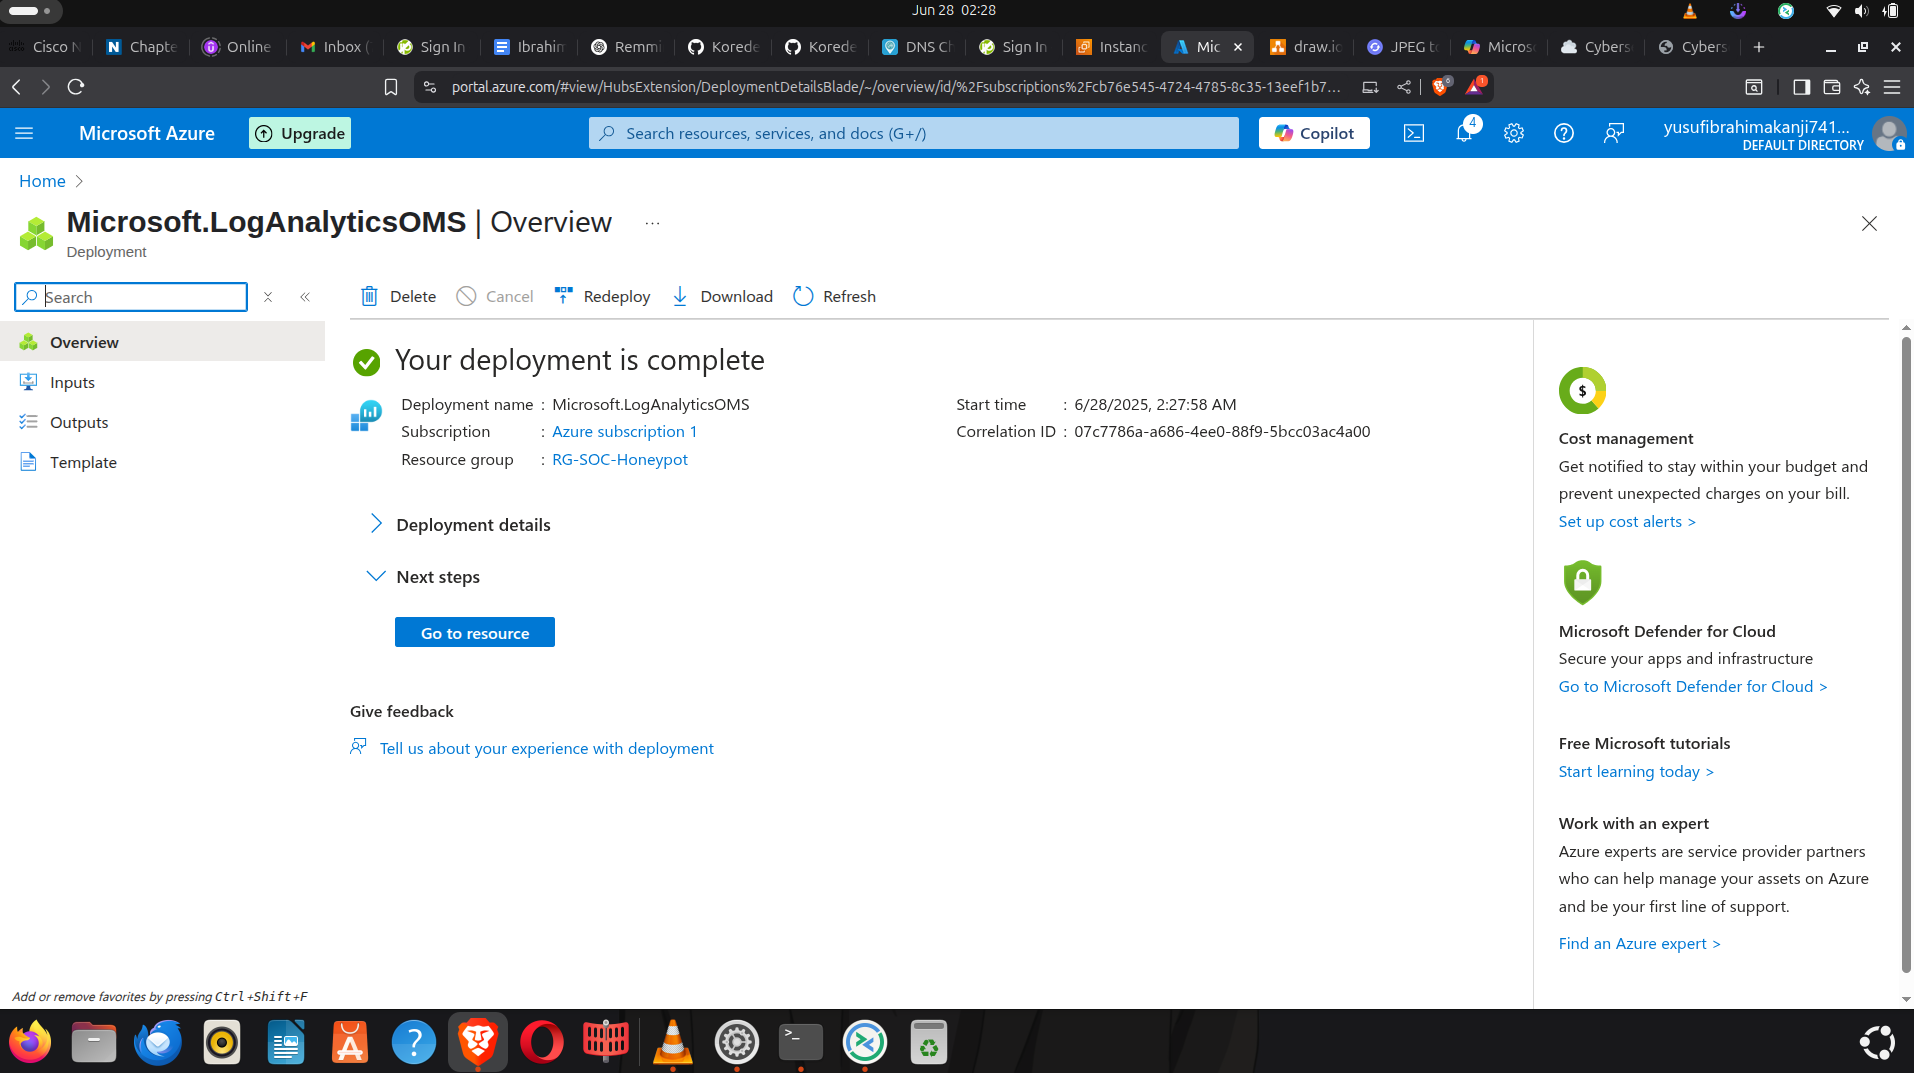 Jun 28 02:28
Cisco N
Chapte
Online
Inbox (
Sign In
Ibrahim
Remmi
Korede
Korede
DNS Ch
Sign In
Instanc
Mic
draw.io
JPEG to
Micros
Cybers
Cybers
portal.azure.com/#view/HubsExtension/DeploymentDetailsBlade/~/overview/id/%2Fsubscriptions%2Fcb76e545-4724-4785-8c35-13eef1b7...
6
1
Microsoft Azure
Upgrade
Search resources, services, and docs (G+/)
Copilot
4
yusufibrahimakanji741...
DEFAULT DIRECTORY
Home
Microsoft.LogAnalyticsOMS | Overview
...
Deployment
Search
Delete
Cancel
Redeploy
Download
Refresh
Overview
Inputs
Outputs
Template
Your deployment is complete
Deployment name : Microsoft.LogAnalyticsOMS
Subscription : Azure subscription 1
Resource group : RG-SOC-Honeypot
Start time : 6/28/2025, 2:27:58 AM
Correlation ID : 07c7786a-a686-4ee0-88f9-5bcc03ac4a00
Deployment details
Next steps
Go to resource
Give feedback
Tell us about your experience with deployment
$
Cost management
Get notified to stay within your budget and
prevent unexpected charges on your bill.
Set up cost alerts >
Microsoft Defender for Cloud
Secure your apps and infrastructure
Go to Microsoft Defender for Cloud >
Free Microsoft tutorials
Start learning today >
Work with an expert
Azure experts are service provider partners
who can help manage your assets on Azure
and be your first line of support.
Find an Azure expert >
Add or remove favorites by pressing Ctrl+Shift+F